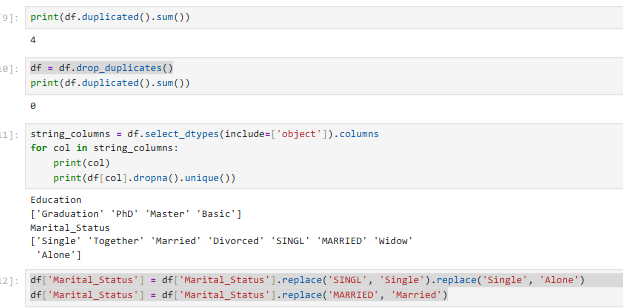 [9]: print(df.duplicated().sum())
4
10]: df = df.drop_duplicates()
print(df.duplicated().sum())
0
11]: string_columns = df.select_dtypes(include=['object']).columns
for col in string_columns:
print(col)
print(df[col].dropna().unique())
Education
['Graduation' 'PhD' 'Master' 'Basic']
Marital_Status
['Single' 'Together' 'Married' 'Divorced' 'SINGL' 'MARRIED' 'Widow'
'Alone']
12]: df['Marital_Status'] = df['Marital_Status'].replace('SINGL', 'Single').replace('Single', 'Alone')
df['Marital_Status'] = df['Marital_Status'].replace('MARRIED', 'Married')